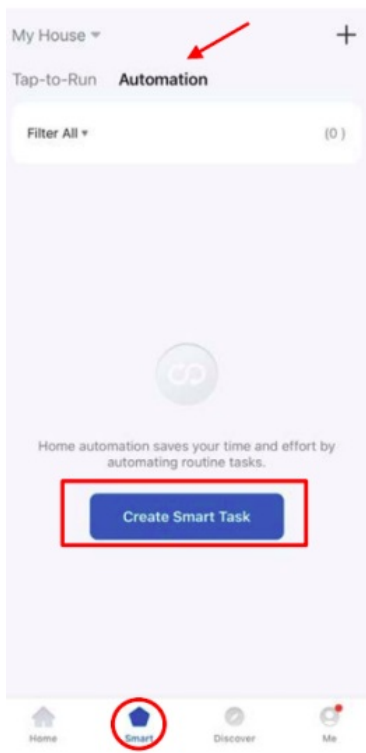 My House
+
Tap-to-Run Automation
Filter All (0)
Home automation saves your time and effort by
automating routine tasks.
Create Smart Task
Home Smart Discover Me